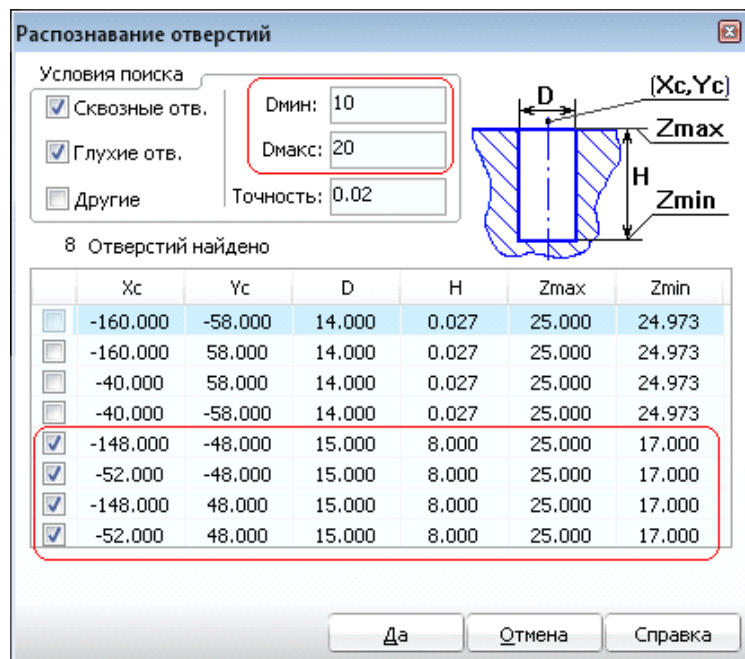 Распознавание отверстий
Условия поиска
Сквозные отв.
Глухие отв.
Другие
Dмин: 10
Dмакс: 20
Точность: 0.02
D
(Xc,Yc)
Zmax
H
Zmin
8 Отверстий найдено
Xc Yc D H Zmax Zmin
-160.000 -58.000 14.000 0.027 25.000 24.973
-160.000 58.000 14.000 0.027 25.000 24.973
-40.000 58.000 14.000 0.027 25.000 24.973
-40.000 -58.000 14.000 0.027 25.000 24.973
-148.000 -48.000 15.000 8.000 25.000 17.000
-52.000 -48.000 15.000 8.000 25.000 17.000
-148.000 48.000 15.000 8.000 25.000 17.000
-52.000 48.000 15.000 8.000 25.000 17.000
Да Отмена Справка